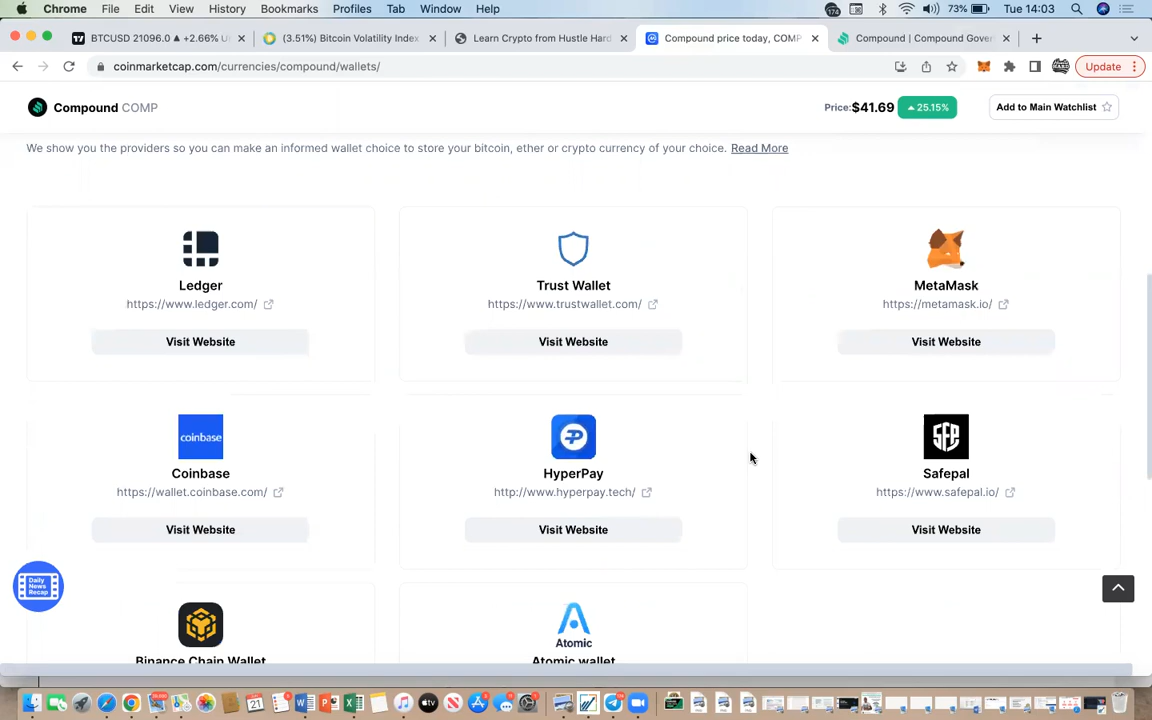 Chrome File Edit View History Bookmarks Profiles Tab Window Help 174 73% Tue 14:03
BTCUSD 21096.0 ▲ +2.66% U
(3.51%) Bitcoin Volatility Index
Learn Crypto from Hustle Hard
Compound price today, COMP
Compound | Compound Gover
coinmarketcap.com/currencies/compound/wallets/
Update
Compound COMP
Price: $41.69 ▲ 25.15%
Add to Main Watchlist
We show you the providers so you can make an informed wallet choice to store your bitcoin, ether or crypto currency of your choice. Read More
Ledger
https://www.ledger.com/
Visit Website
Trust Wallet
https://www.trustwallet.com/
Visit Website
MetaMask
https://metamask.io/
Visit Website
coinbase
Coinbase
https://wallet.coinbase.com/
Visit Website
HyperPay
http://www.hyperpay.tech/
Visit Website
SFP
Safepal
https://www.safepal.io/
Visit Website
Daily
News
Recap
Binance Chain Wallet
Atomic
Atomic wallet